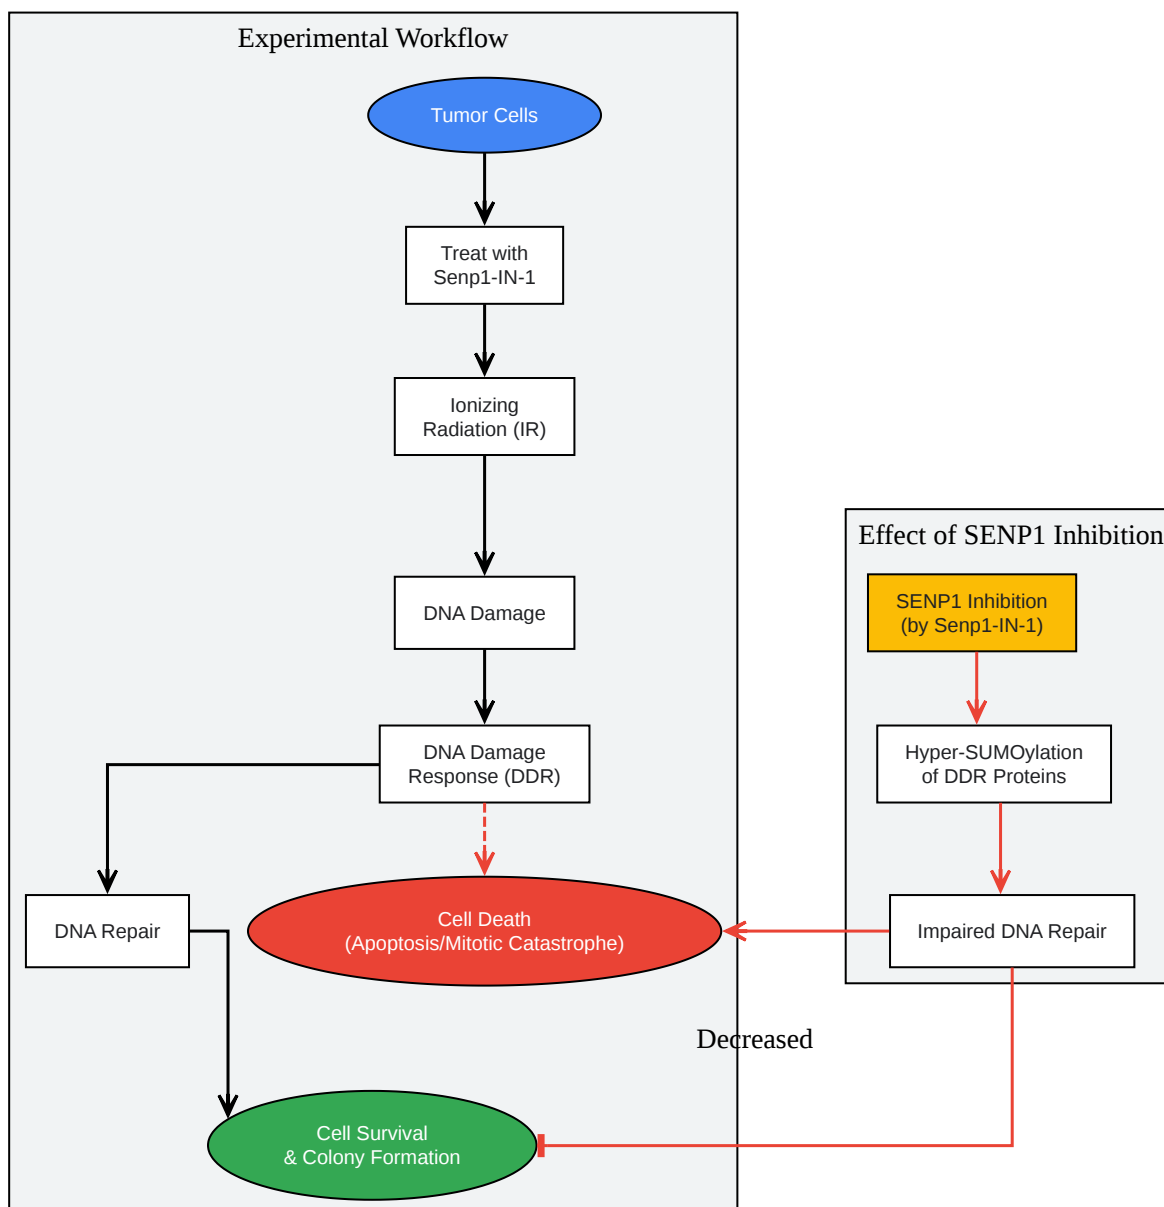 Experimental Workflow
Tumor Cells
Treat with
Senp1-IN-1
Ionizing
Radiation (IR)
DNA Damage
DNA Damage
Response (DDR)
DNA Repair
Cell Death
(Apoptosis/Mitotic Catastrophe)
Cell Survival
& Colony Formation
Effect of SENP1 Inhibition
SENP1 Inhibition
(by Senp1-IN-1)
Hyper-SUMOylation
of DDR Proteins
Impaired DNA Repair
Decreased